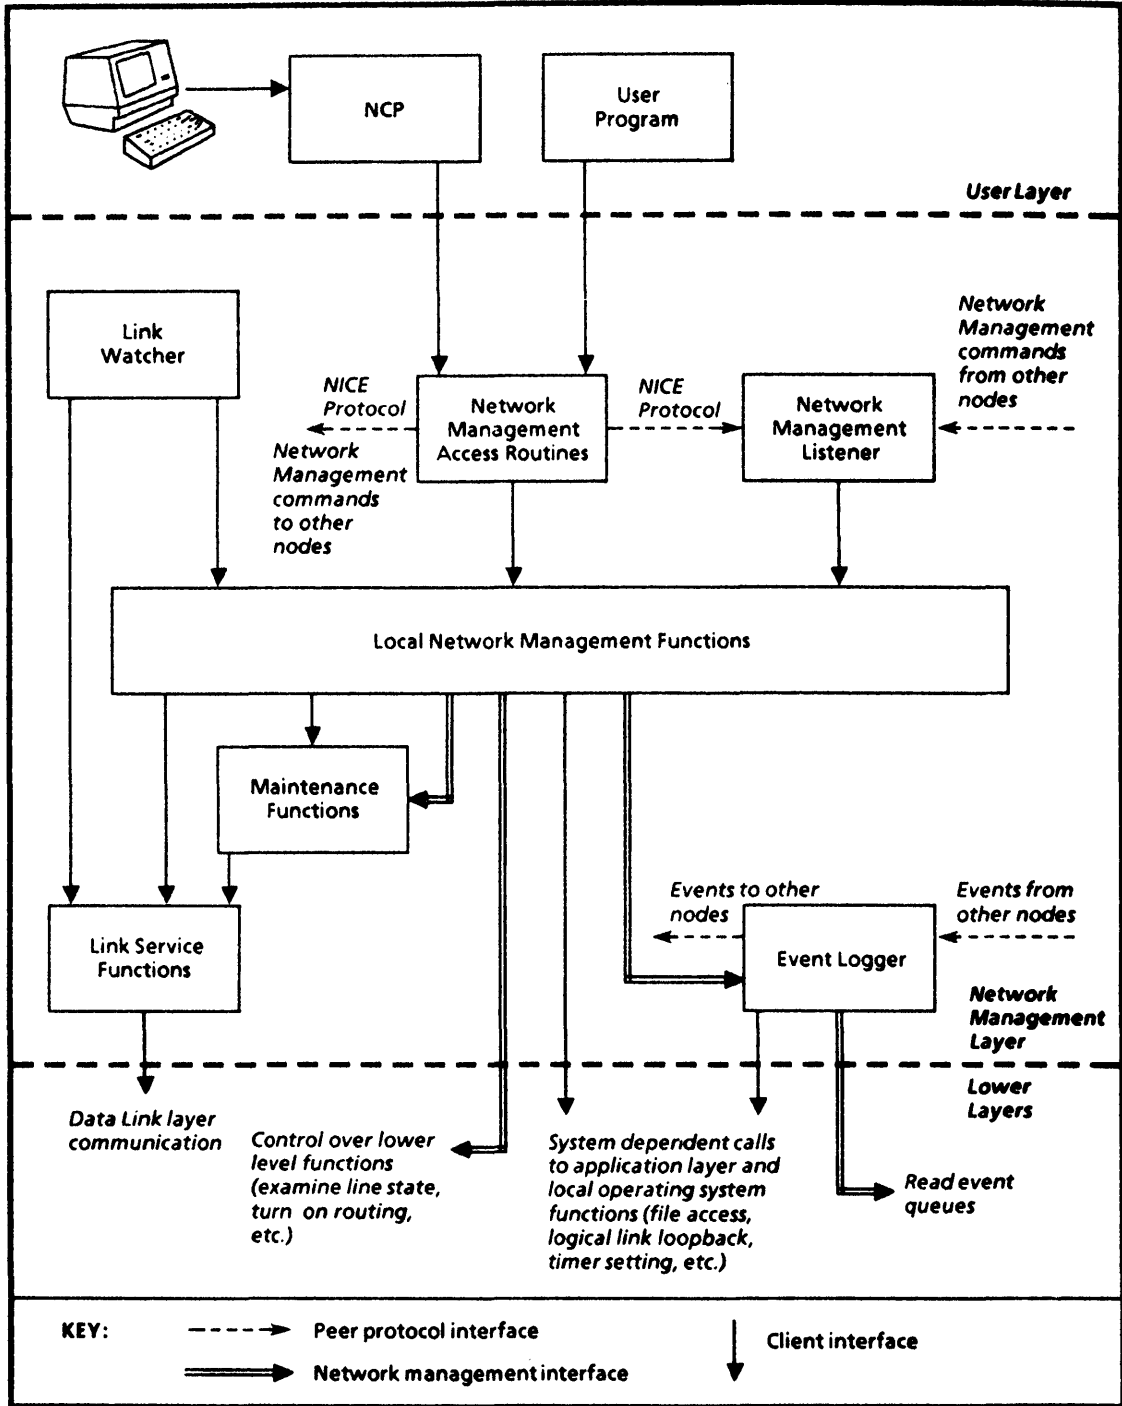 NCP
User
Program
User Layer
Link
Watcher
Network
Management
commands
from other
nodes
NICE
Protocol
Network
Management
Access Routines
NICE
Protocol
Network
Management
Listener
Network
Management
commands
to other
nodes
Local Network Management Functions
Maintenance
Functions
Link Service
Functions
Events to other
nodes
Events from
other nodes
Event Logger
Network
Management
Layer
Lower
Layers
Data Link layer
communication
Control over lower
level functions
(examine line state,
turn on routing,
etc.)
System dependent calls
to application layer and
local operating system
functions (file access,
logical link loopback,
timer setting, etc.)
Read event
queues
KEY:
Peer protocol interface
Network management interface
Client interface